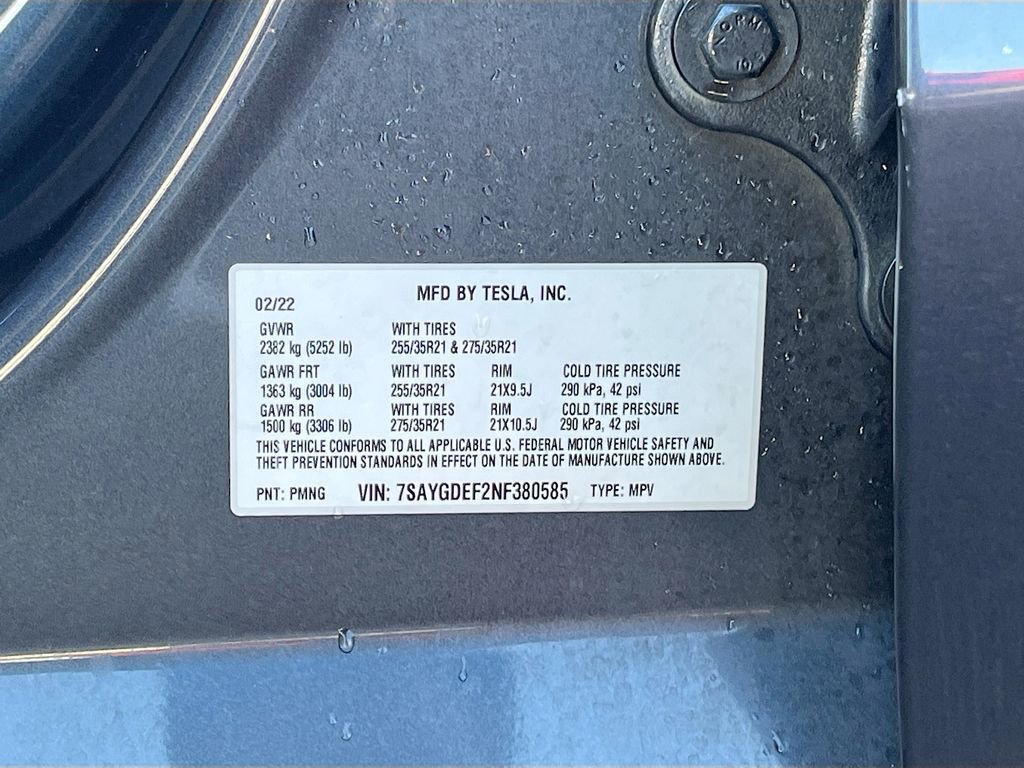 NORM
10
02/22 MFD BY TESLA, INC.
GVWR WITH TIRES
2382 kg (5252 lb) 255/35R21 & 275/35R21
GAWR FRT WITH TIRES RIM COLD TIRE PRESSURE
1363 kg (3004 lb) 255/35R21 21X9.5J 290 kPa, 42 psi
GAWR RR WITH TIRES RIM COLD TIRE PRESSURE
1500 kg (3306 lb) 275/35R21 21X10.5J 290 kPa, 42 psi
THIS VEHICLE CONFORMS TO ALL APPLICABLE U.S. FEDERAL MOTOR VEHICLE SAFETY AND
THEFT PREVENTION STANDARDS IN EFFECT ON THE DATE OF MANUFACTURE SHOWN ABOVE.
PNT: PMNG VIN: 7SAYGDEF2NF380585 TYPE: MPV